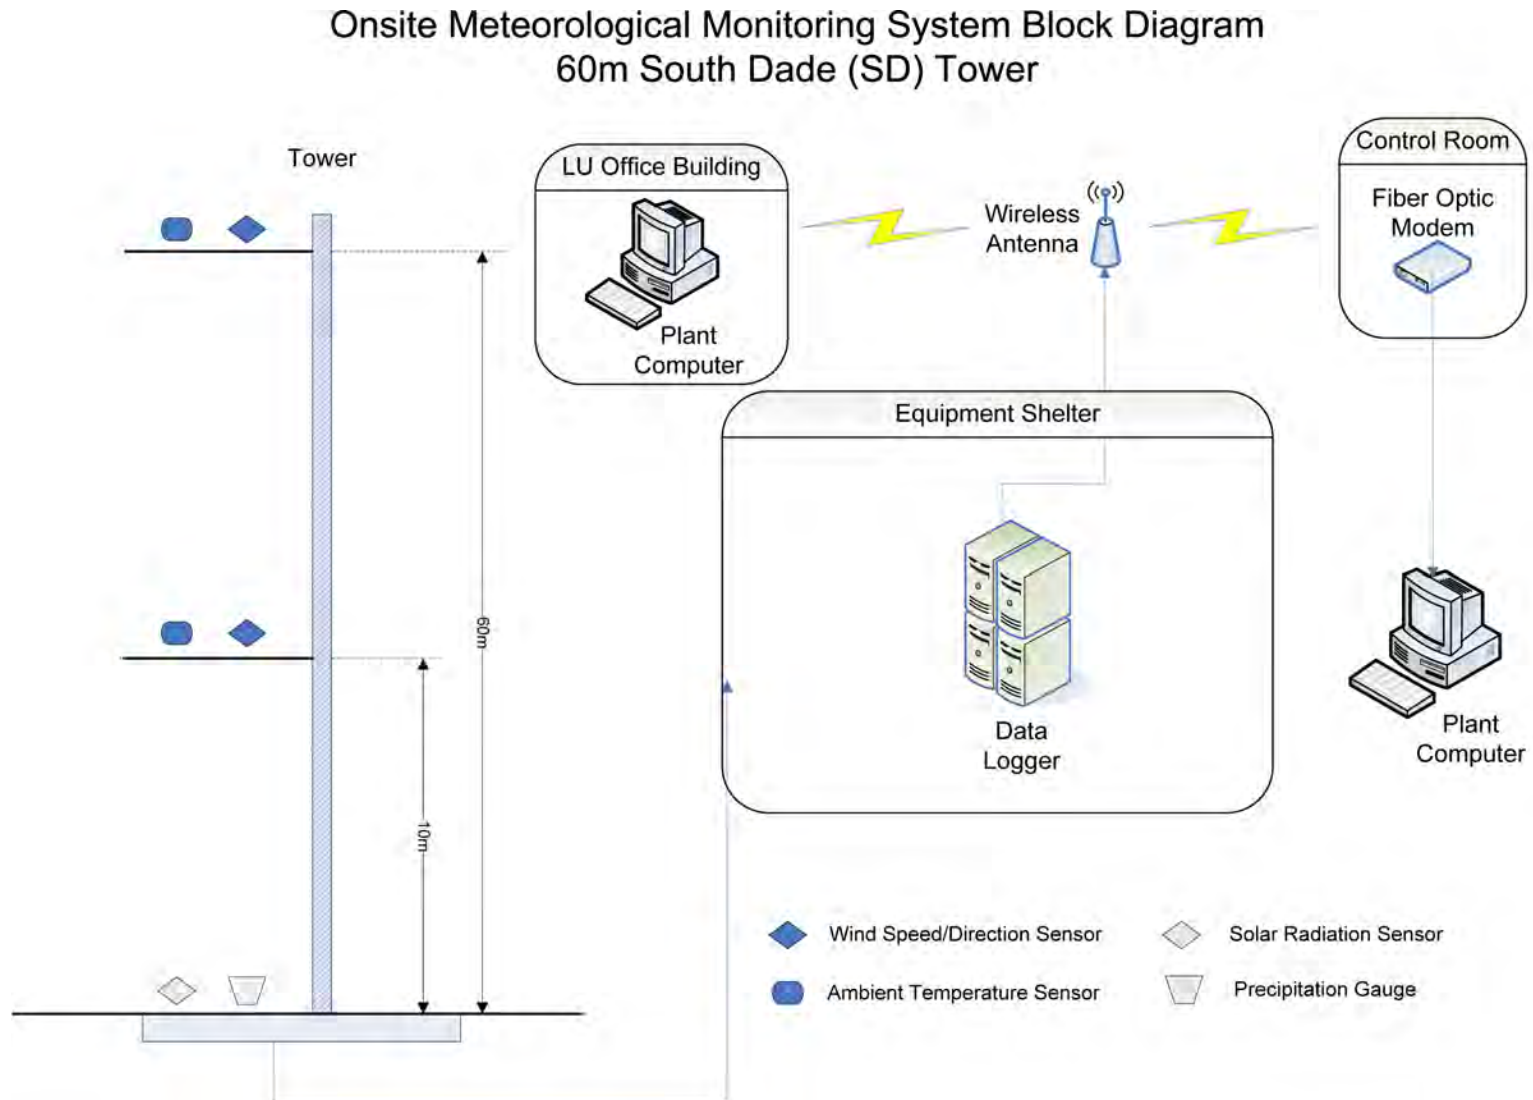 Onsite Meteorological Monitoring System Block Diagram
60m South Dade (SD) Tower
Tower
LU Office Building
Plant
Computer
Wireless
Antenna
Control Room
Fiber Optic
Modem
Equipment Shelter
Data
Logger
Plant
Computer
60m
10m
Wind Speed/Direction Sensor
Solar Radiation Sensor
Ambient Temperature Sensor
Precipitation Gauge